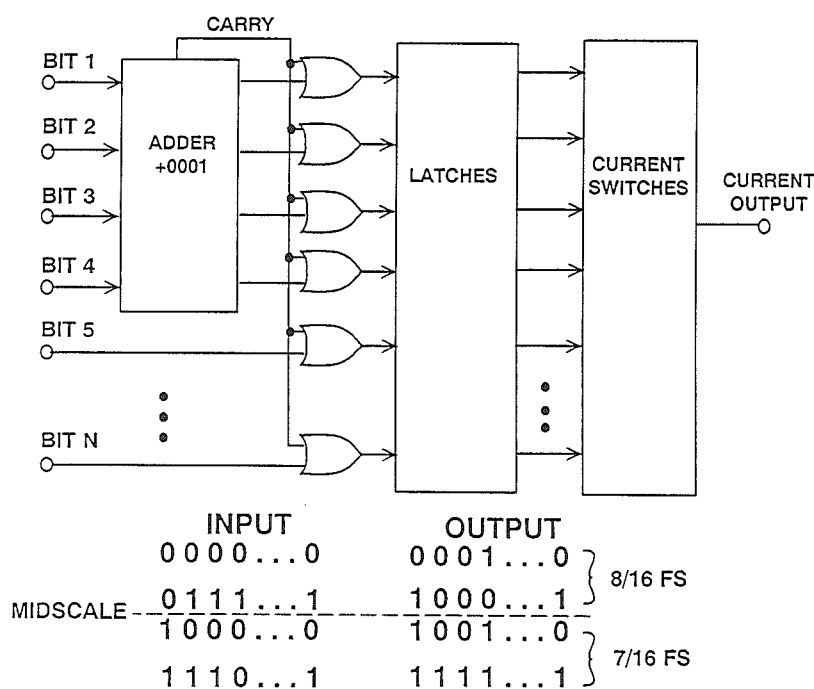 CARRY
BIT 1
BIT 2
BIT 3
BIT 4
BIT 5
BIT N
ADDER
+0001
LATCHES
CURRENT
SWITCHES
CURRENT
OUTPUT
INPUT OUTPUT
0000...0 0001...0
8/16 FS
0111...1 1000...1
MIDSCALE
1000...0 1001...0
7/16 FS
1110...1 1111...1